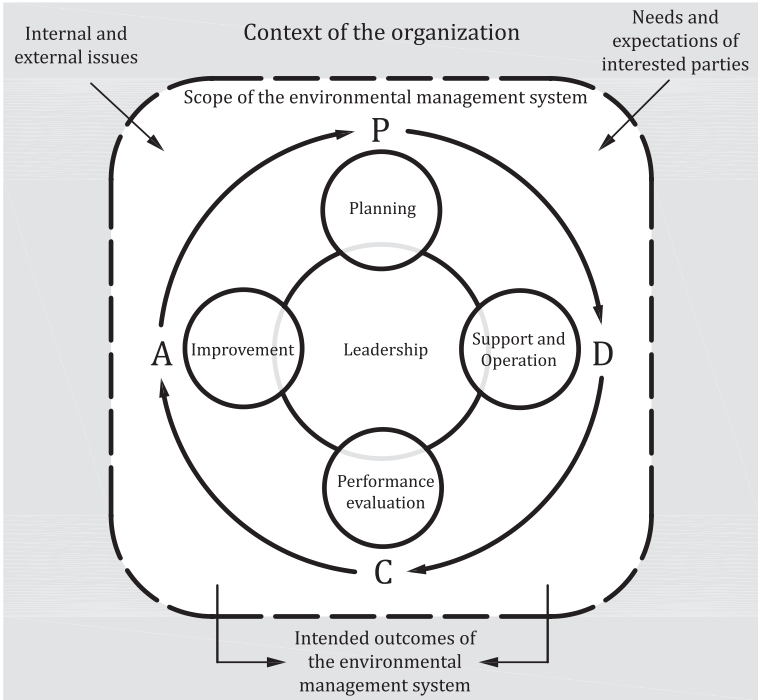 Context of the organization
Internal and
external issues
Needs and
expectations of
interested parties
Scope of the environmental management system
P
Planning
A
Improvement
Leadership
Support and
Operation
D
Performance
evaluation
C
Intended outcomes of
the environmental
management system